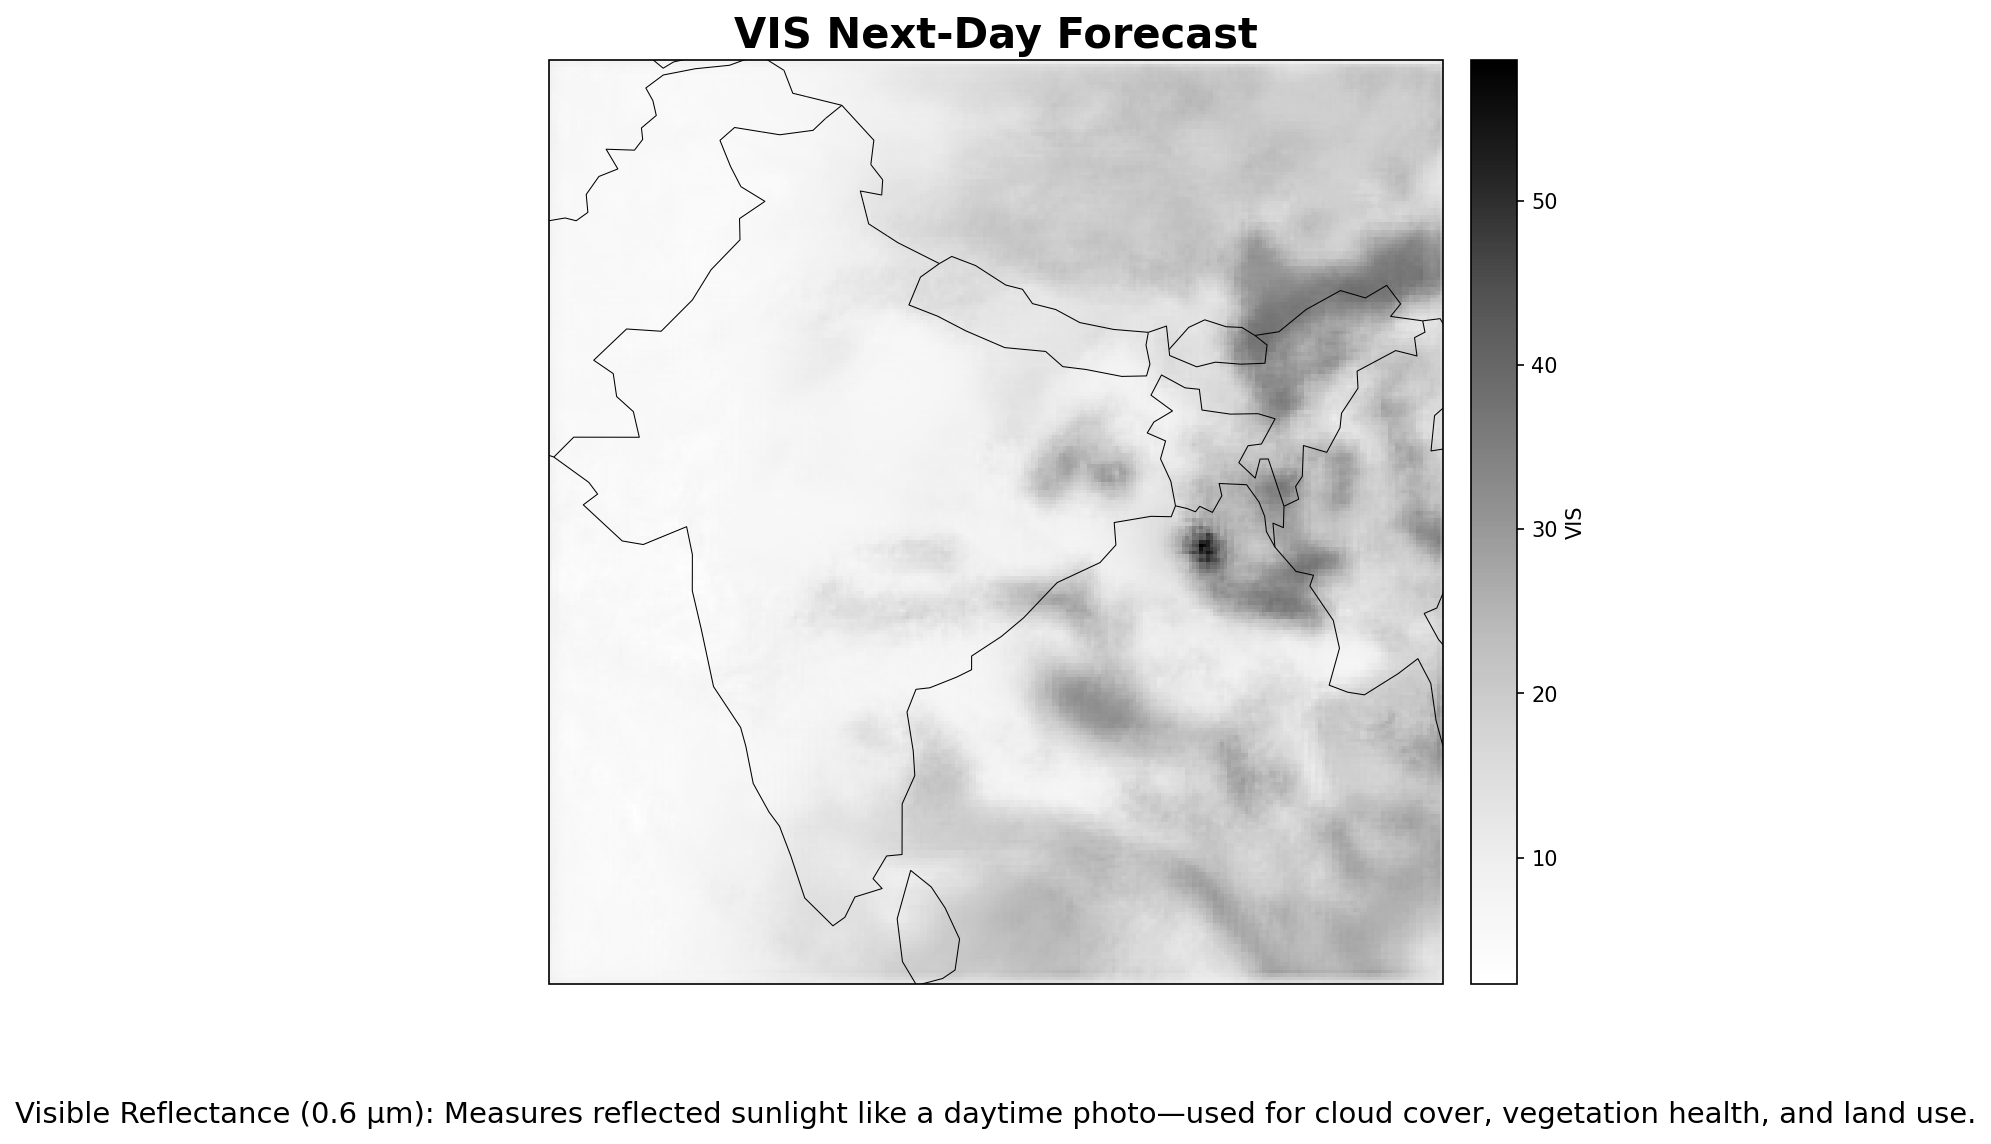 VIS Next-Day Forecast
50
40
30
20
10
VIS
Visible Reflectance (0.6 µm): Measures reflected sunlight like a daytime photo—used for cloud cover, vegetation health, and land use.